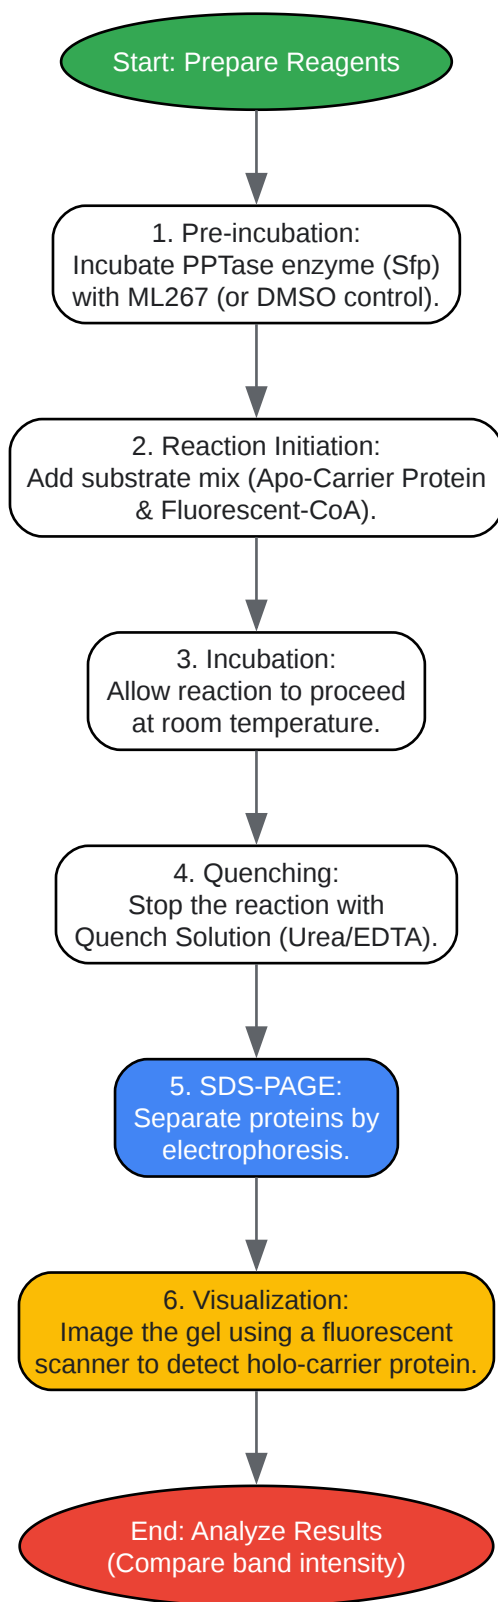 Start: Prepare Reagents
1. Pre-incubation:
Incubate PPTase enzyme (Sfp)
with ML267 (or DMSO control).
2. Reaction Initiation:
Add substrate mix (Apo-Carrier Protein
& Fluorescent-CoA).
3. Incubation:
Allow reaction to proceed
at room temperature.
4. Quenching:
Stop the reaction with
Quench Solution (Urea/EDTA).
5. SDS-PAGE:
Separate proteins by
electrophoresis.
6. Visualization:
Image the gel using a fluorescent
scanner to detect holo-carrier protein.
End: Analyze Results
(Compare band intensity)